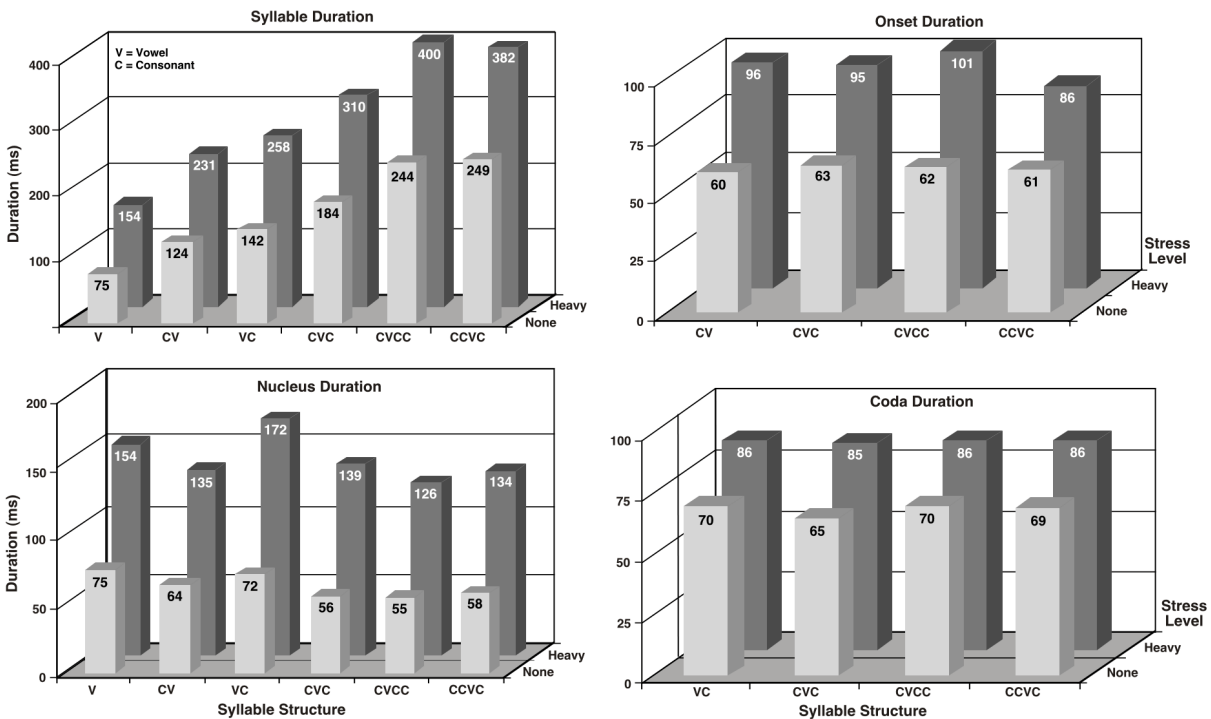 Syllable Duration
V = Vowel
C = Consonant
Duration (ms)
400
300
200
100
154
231
258
310
400
382
75
124
142
184
244
249
Heavy
None
V CV VC CVC CVCC CCVC
Onset Duration
100
75
50
25
0
96
95
101
86
60
63
62
61
Stress
Level
Heavy
None
CV CVC CVCC CCVC
Nucleus Duration
Duration (ms)
200
150
100
50
0
154
135
172
139
126
134
75
64
72
56
55
58
Heavy
None
V CV VC CVC CVCC CCVC
Syllable Structure
Coda Duration
100
75
50
25
0
86
85
86
86
70
65
70
69
Stress
Level
Heavy
None
VC CVC CVCC CCVC
Syllable Structure